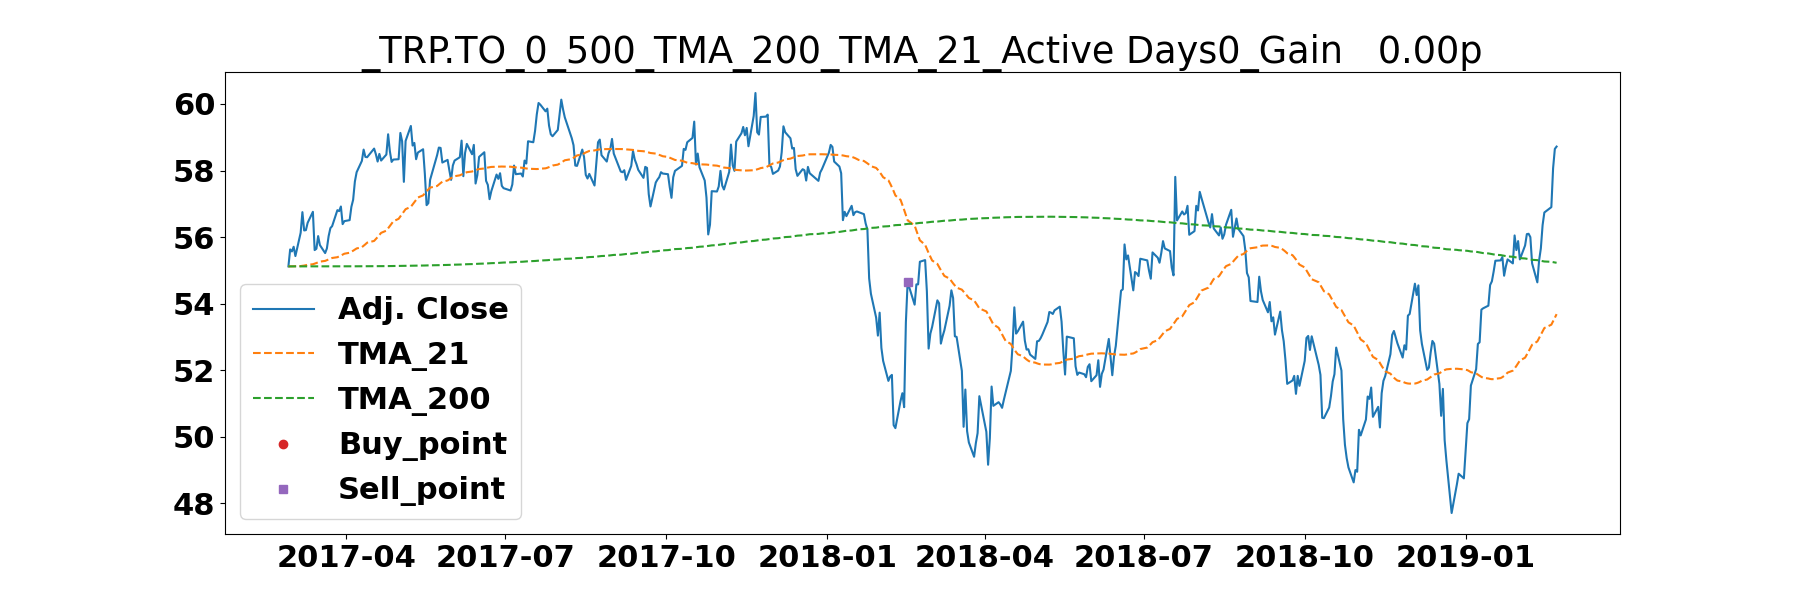 _TRP.TO_0_500_TMA_200_TMA_21_Active Days0_Gain   0.00p
60
58
56
54
52
50
48
Adj. Close
TMA_21
TMA_200
Buy_point
Sell_point
2017-04 2017-07 2017-10 2018-01 2018-04 2018-07 2018-10 2019-01